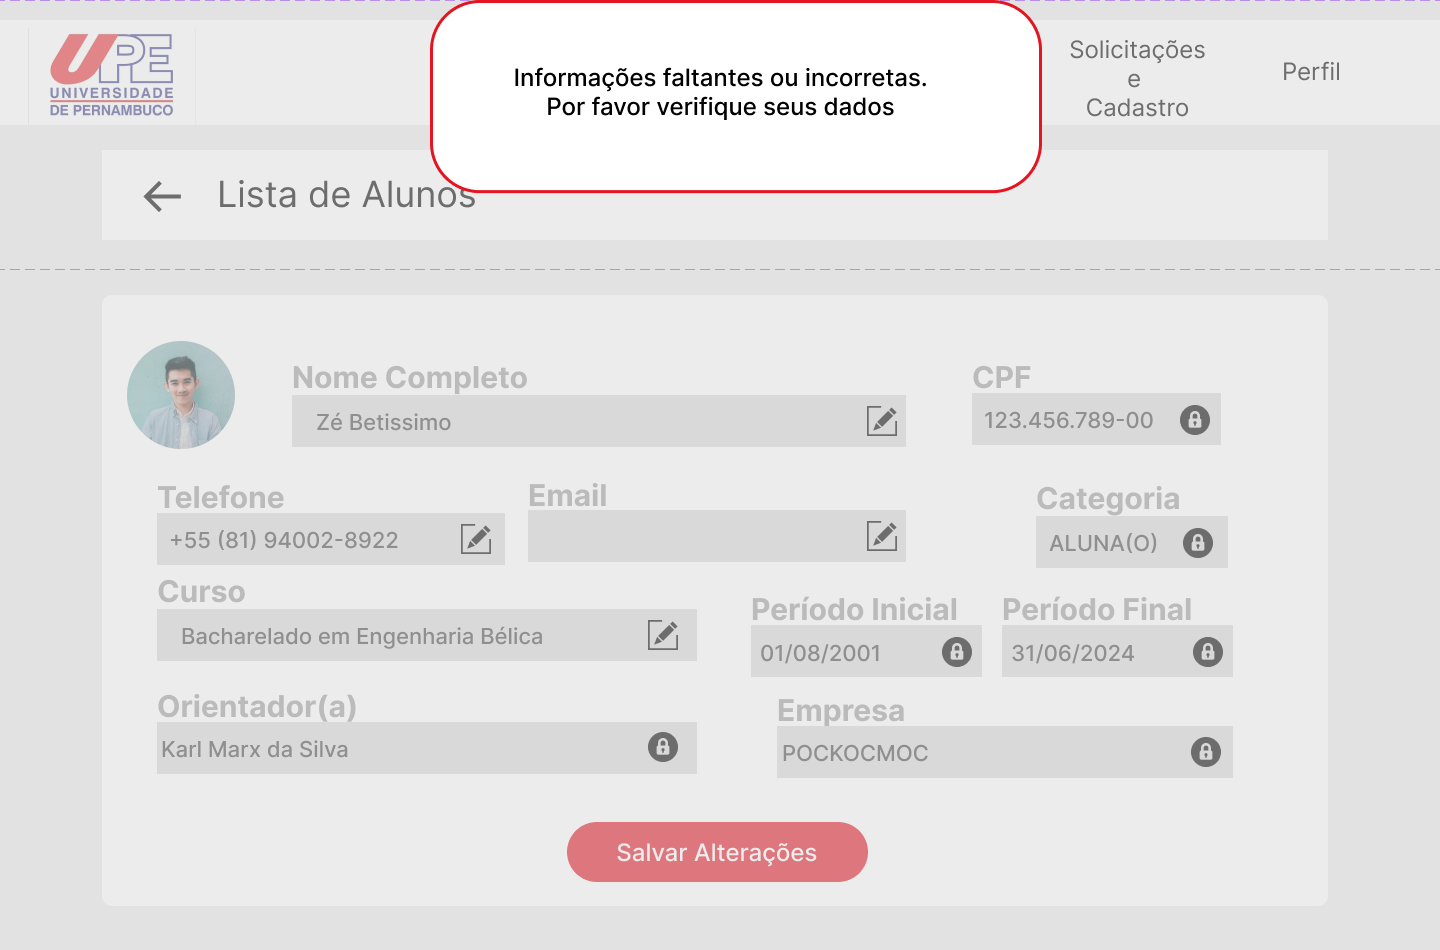 UPE
UNIVERSIDADE
DE PERNAMBUCO
Informações faltantes ou incorretas.
Por favor verifique seus dados
Solicitações
e
Cadastro
Perfil
Lista de Alunos
Nome Completo
Zé Betissimo
CPF
123.456.789-00
Telefone
+55 (81) 94002-8922
Email
Categoria
ALUNA(O)
Curso
Bacharelado em Engenharia Bélica
Período Inicial
01/08/2001
Período Final
31/06/2024
Orientador(a)
Karl Marx da Silva
Empresa
POCKOCMOC
Salvar Alterações